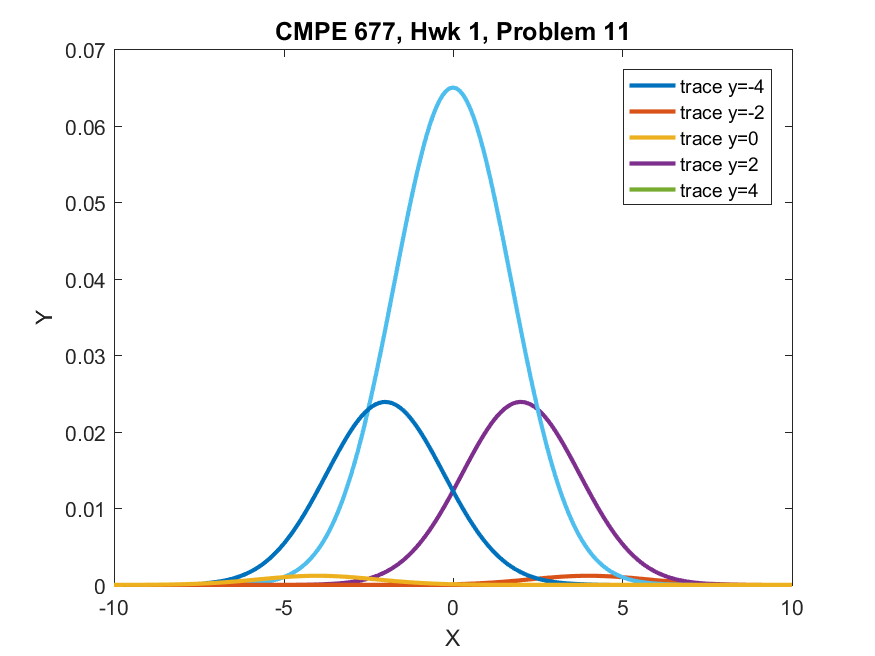 CMPE 677, Hwk 1, Problem 11
0.07
0.06
0.05
0.04
0.03
0.02
0.01
0
Y
trace y=-4
trace y=-2
trace y=0
trace y=2
trace y=4
-10 -5 0 5 10
X